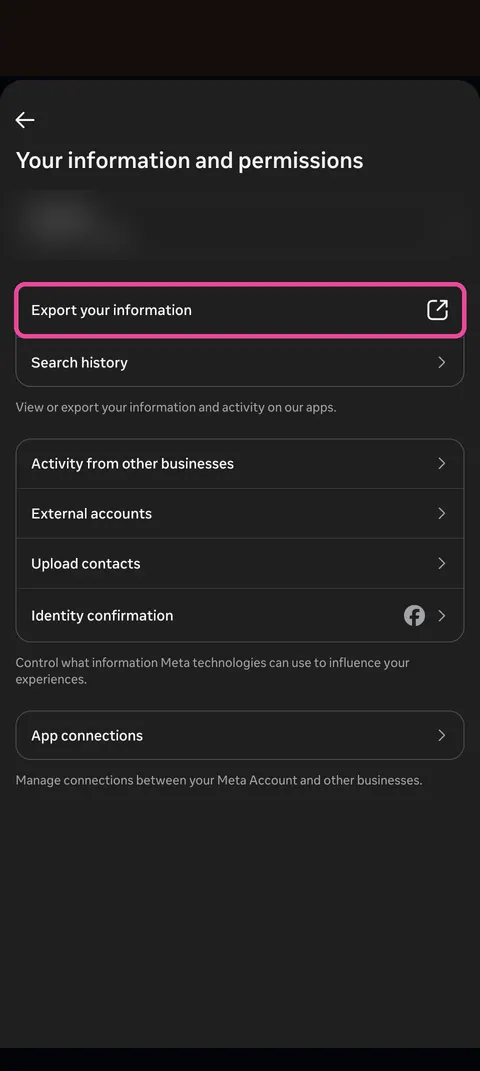 Your information and permissions
Export your information
Search history
View or export your information and activity on our apps.
Activity from other businesses
External accounts
Upload contacts
Identity confirmation
Control what information Meta technologies can use to influence your
experiences.
App connections
Manage connections between your Meta Account and other businesses.